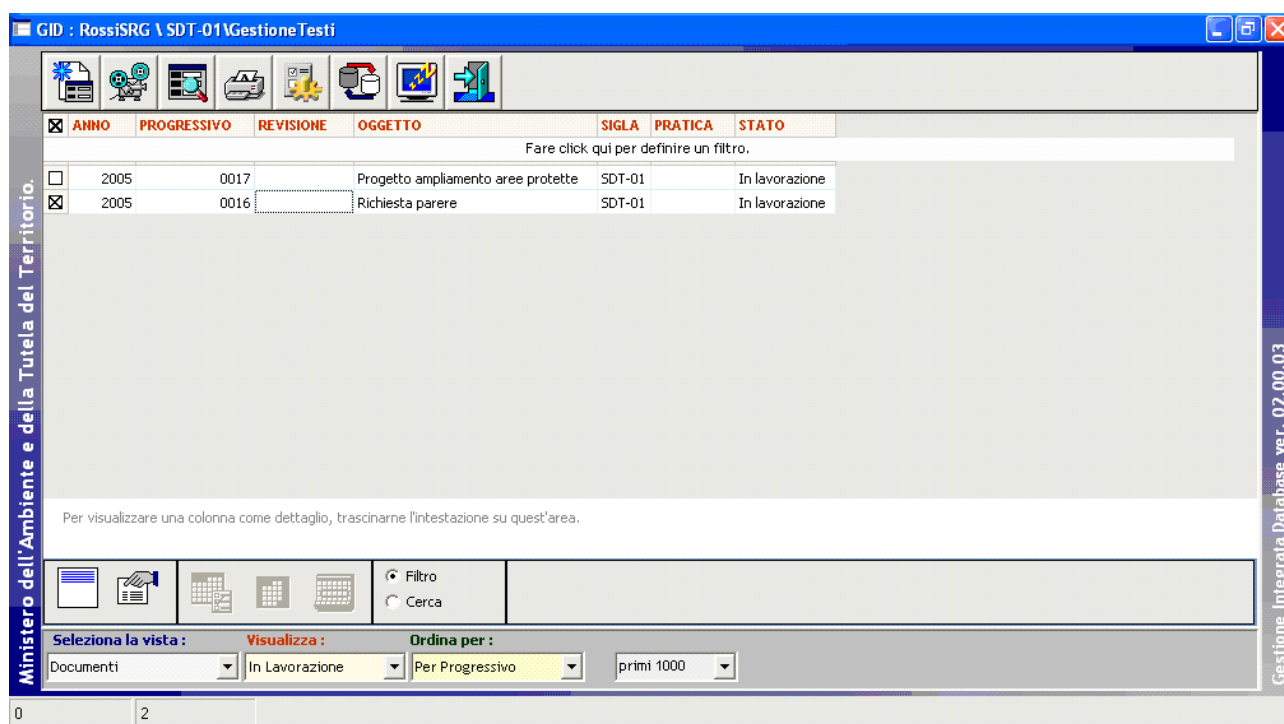 GID : RossiSRG \ SDT-01\GestioneTesti
ANNO PROGRESSIVO REVISIONE OGGETTO SIGLA PRATICA STATO
Fare click qui per definire un filtro.
2005 0017 Progetto ampliamento aree protette SDT-01 In lavorazione
2005 0016 Richiesta parere SDT-01 In lavorazione
Per visualizzare una colonna come dettaglio, trascinarne l'intestazione su quest'area.
Filtro
Cerca
Seleziona la vista : Visualizza : Ordina per :
Documenti In Lavorazione Per Progressivo primi 1000
0 2
Ministero dell'Ambiente e della Tutela del Territorio.
Gestione Integrata Database ver. 02.00.03